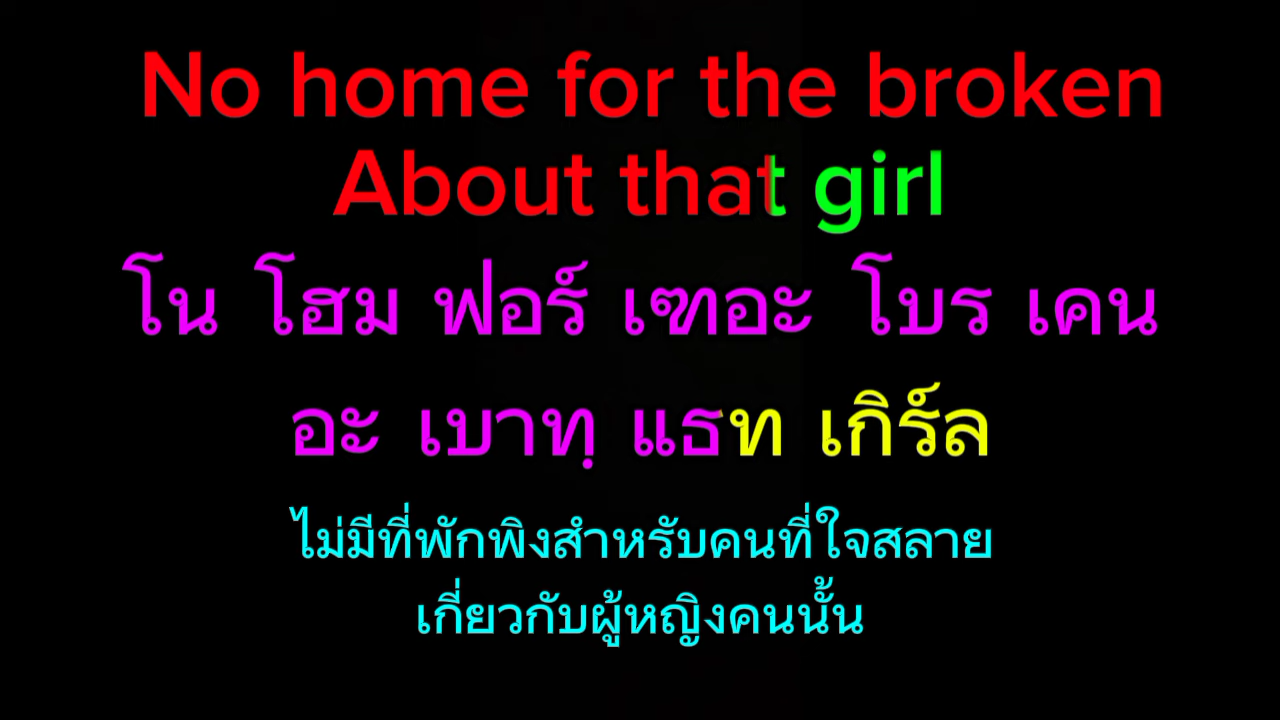 No home for the broken
About that girl
โน โฮม ฟอร์ เฑอะ โบร เคน
อะ เบาทฺ แธท เกิร์ล
ไม่มีที่พักพิงสำหรับคนที่ใจสลาย
เกี่ยวกับผู้หญิงคนนั้น